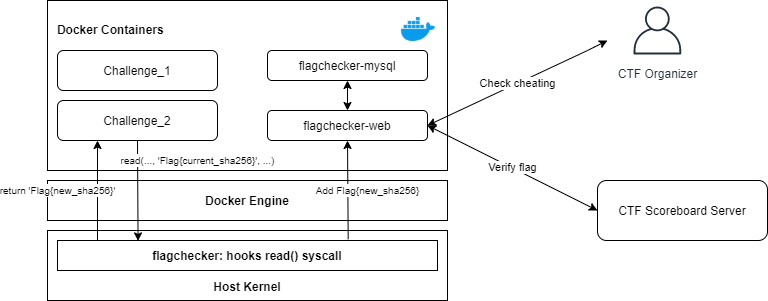 Docker Containers
Challenge_1
flagchecker-mysql
Check cheating
CTF Organizer
Challenge_2
flagchecker-web
read(..., 'Flag{current_sha256}', ...)
Verify flag
return 'Flag{new_sha256}'
Add Flag{new_sha256}
Docker Engine
CTF Scoreboard Server
flagchecker: hooks read() syscall
Host Kernel